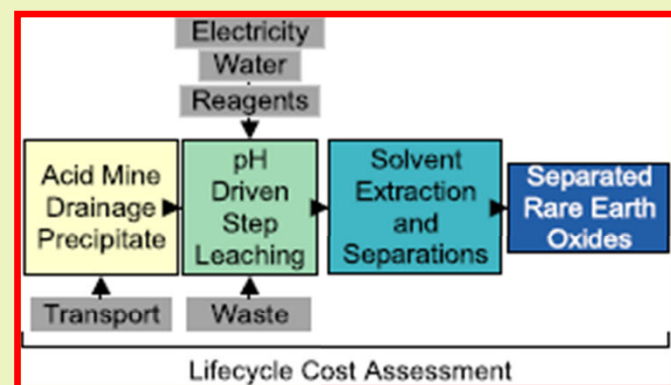 Electricity
Water
Reagents
Acid Mine
Drainage
Precipitate
pH
Driven
Step
Leaching
Solvent
Extraction
and
Separations
Separated
Rare Earth
Oxides
Transport
Waste
Lifecycle Cost Assessment